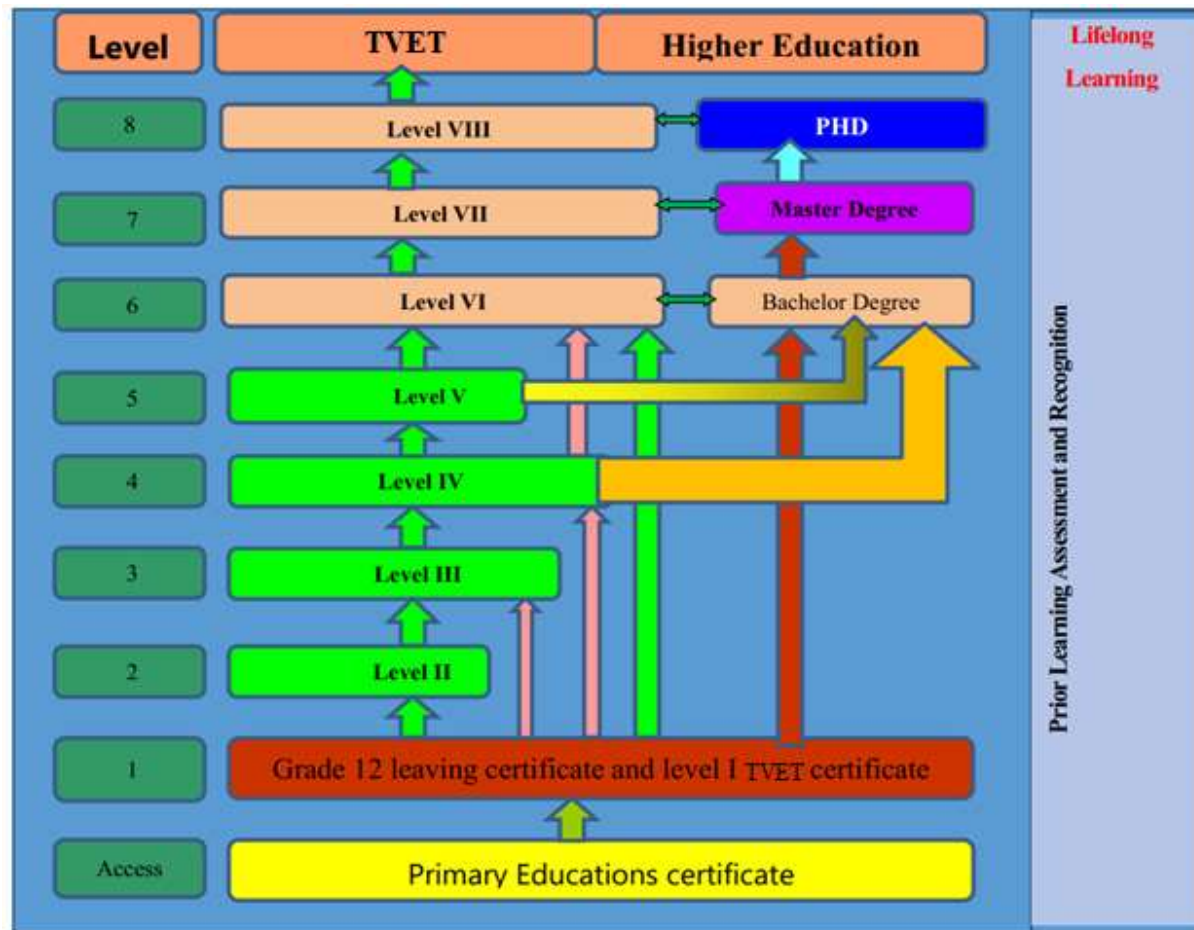 Level
TVET
Higher Education
Lifelong
Learning
8
Level VIII
PHD
7
Level VII
Master Degree
6
Level VI
Bachelor Degree
5
Level V
4
Level IV
3
Level III
2
Level II
1
Grade 12 leaving certificate and level I TVET certificate
Access
Primary Educations certificate
Prior Learning Assessment and Recognition